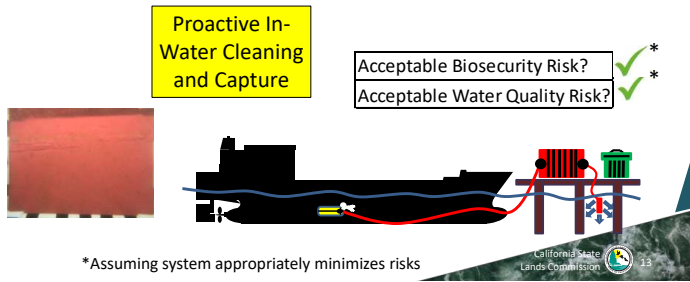 Proactive In-
Water Cleaning
and Capture
Acceptable Biosecurity Risk? *
Acceptable Water Quality Risk? *
*Assuming system appropriately minimizes risks
California State
Lands Commission
13